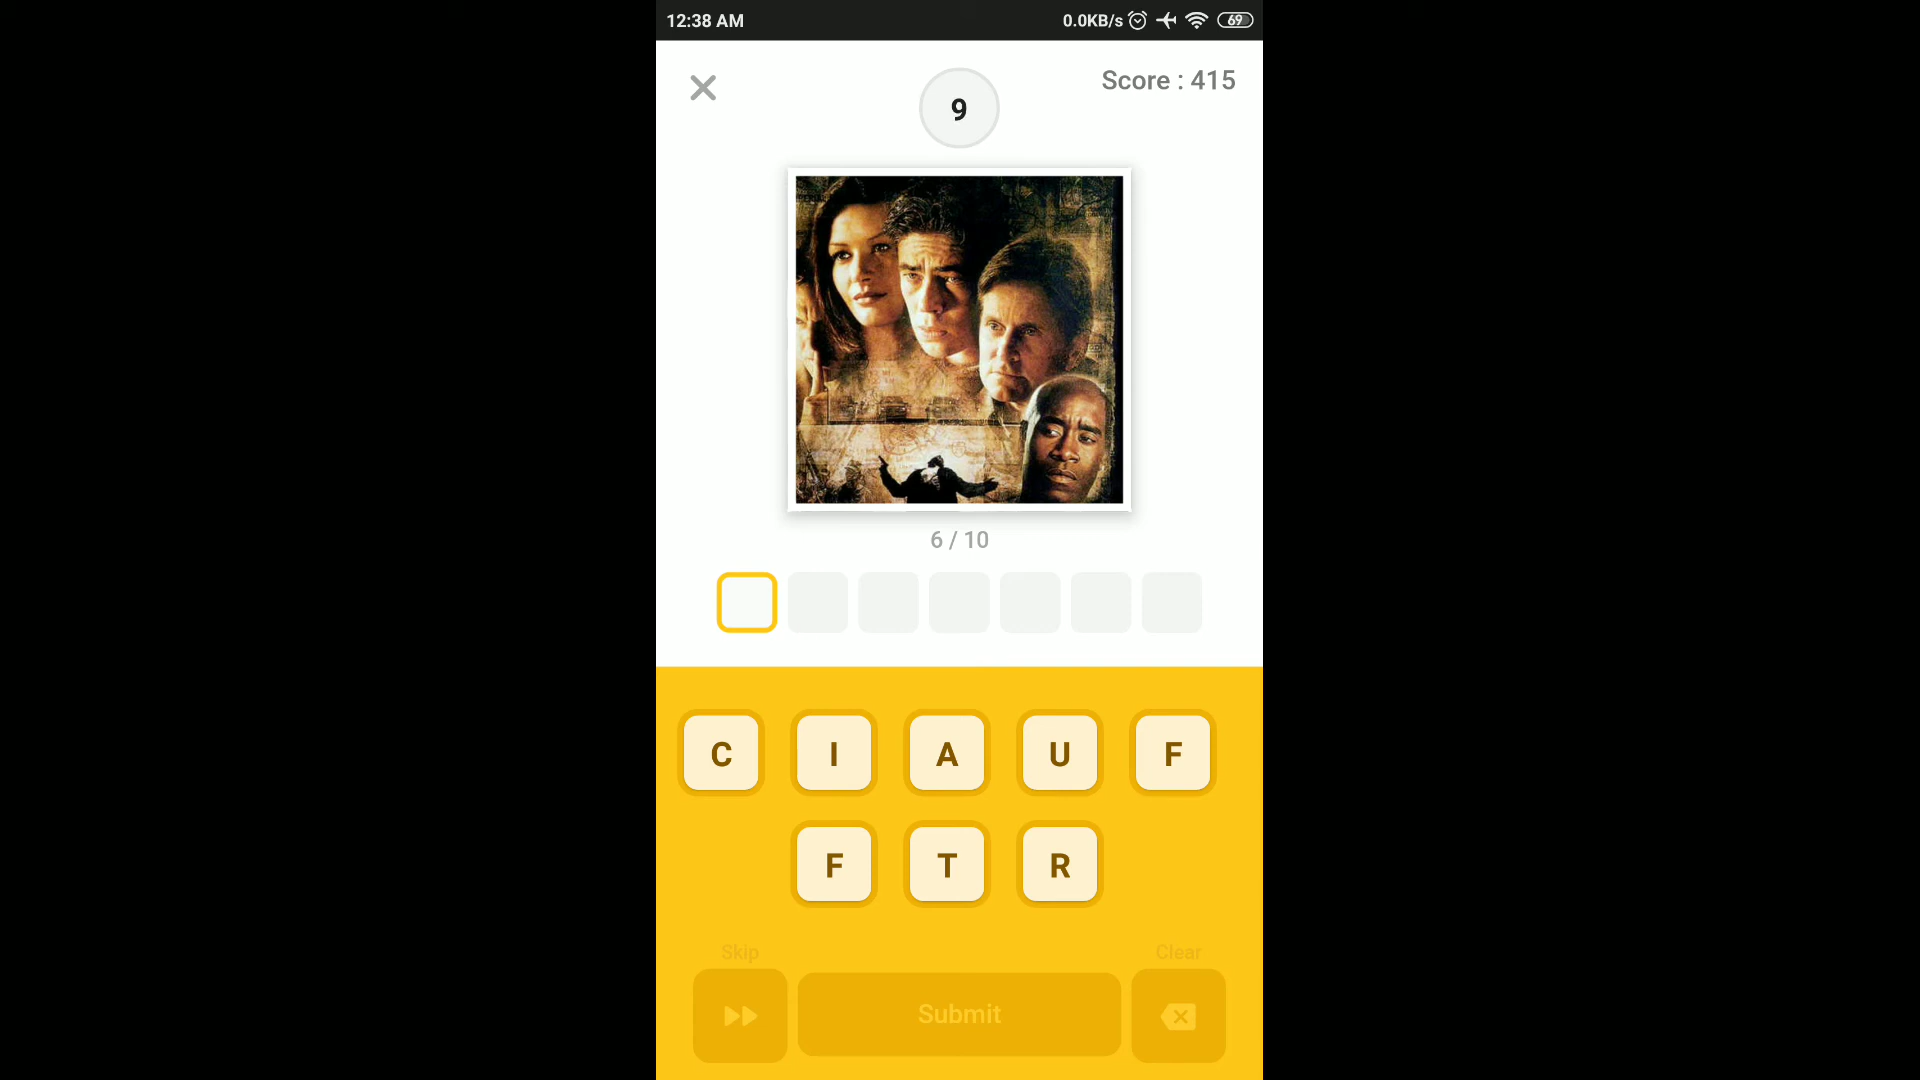 12:38 AM 0.0KB/s 69
Score : 415
9
6 / 10
C I A U F
F T R
Skip Clear
Submit